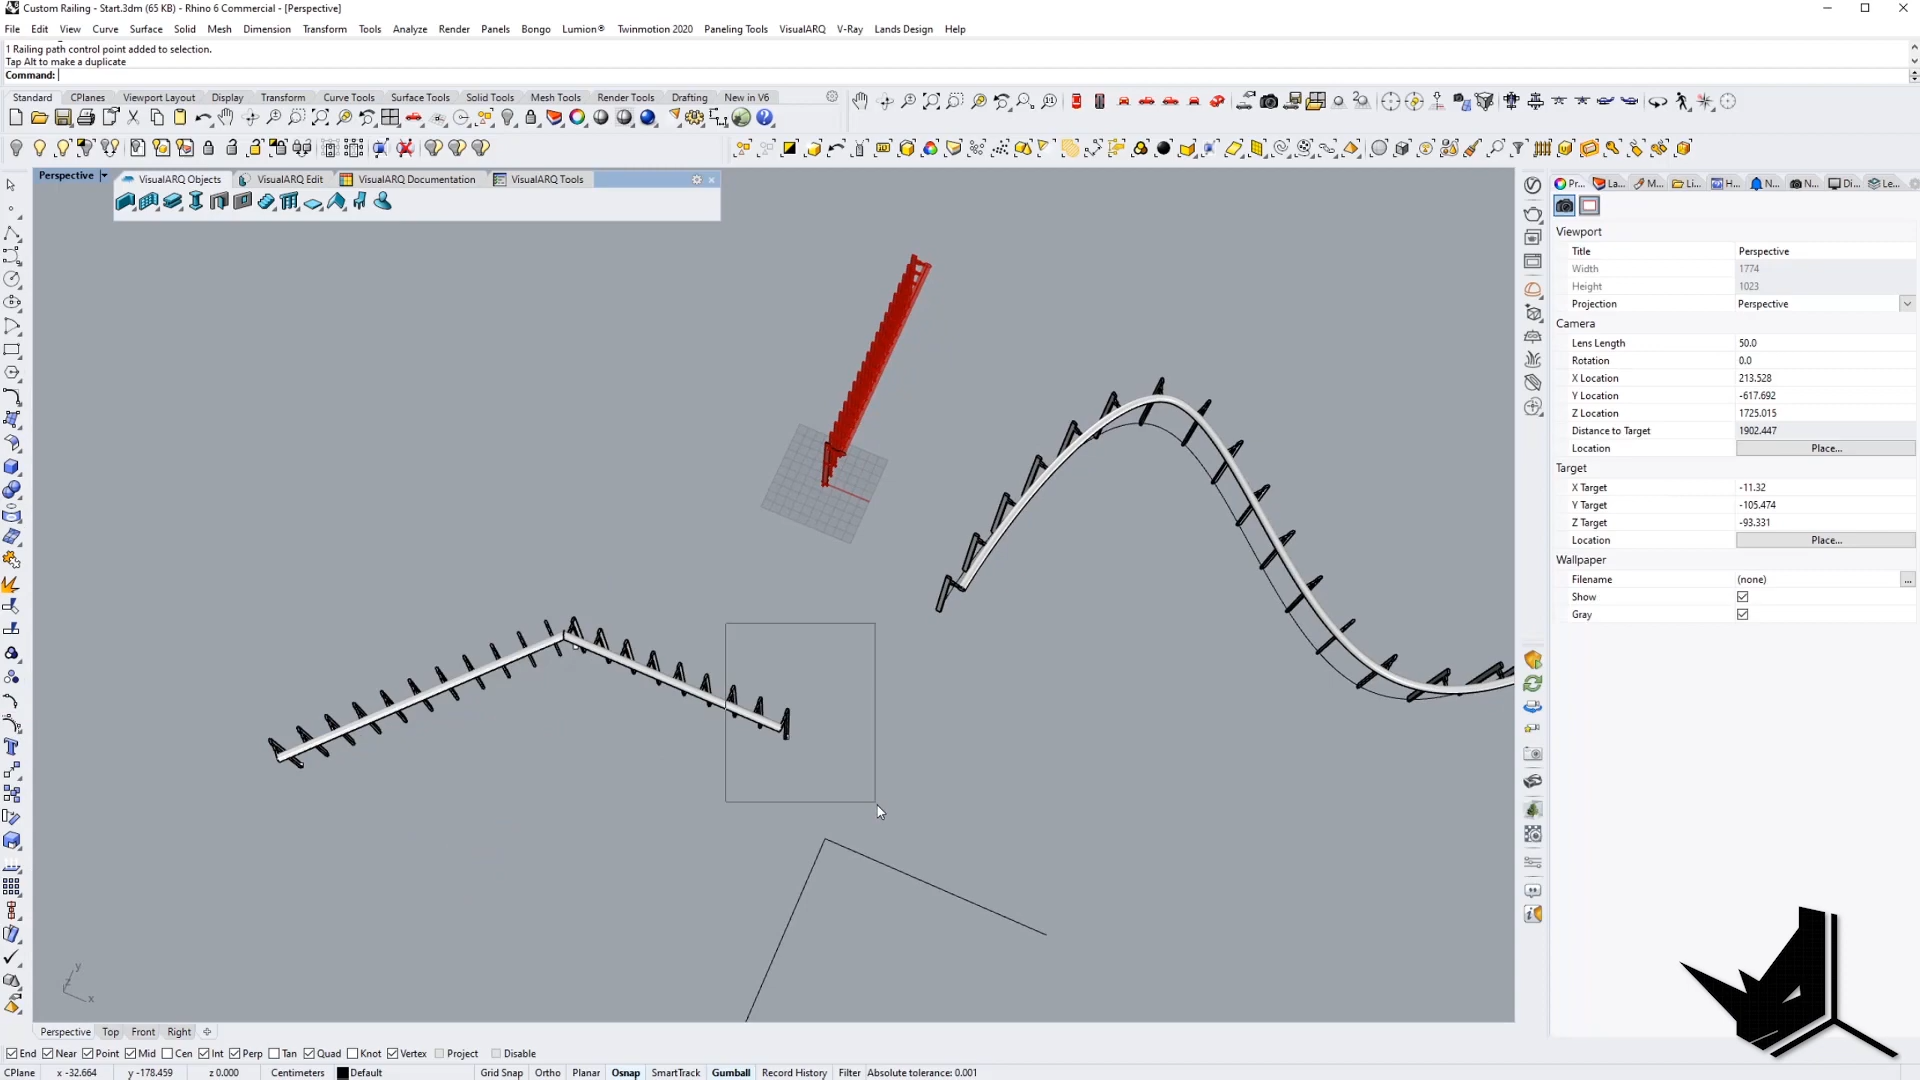 Custom Railing - Start.3dm (65 KB) - Rhino 6 Commercial - [Perspective]
File Edit View Curve Surface Solid Mesh Dimension Transform Tools Analyze Render Panels Bongo Lumion® Twinmotion 2020 Paneling Tools VisualARQ V-Ray Lands Design Help
1 Railing path control point added to selection.
Tap Alt to make a duplicate
Command:
Standard CPlanes Viewport Layout Display Transform Curve Tools Surface Tools Solid Tools Mesh Tools Render Tools Drafting New in V6
Perspective
VisualARQ Objects VisualARQ Edit VisualARQ Documentation VisualARQ Tools
Pr... La... M... Li... H... N... N... Di... Le...
Viewport
Title Perspective
Width 1774
Height 1023
Projection Perspective
Camera
Lens Length 50.0
Rotation 0.0
X Location 213.528
Y Location -617.692
Z Location 1725.015
Distance to Target 1902.447
Location Place...
Target
X Target -11.32
Y Target -105.474
Z Target -93.331
Location Place...
Wallpaper
Filename (none) ...
Show
Gray
y
z
x
Perspective Top Front Right
End Near Point Mid Cen Int Perp Tan Quad Knot Vertex Project Disable
CPlane x -32.664 y -178.459 z 0.000 Centimeters Default Grid Snap Ortho Planar Osnap SmartTrack Gumball Record History Filter Absolute tolerance: 0.001